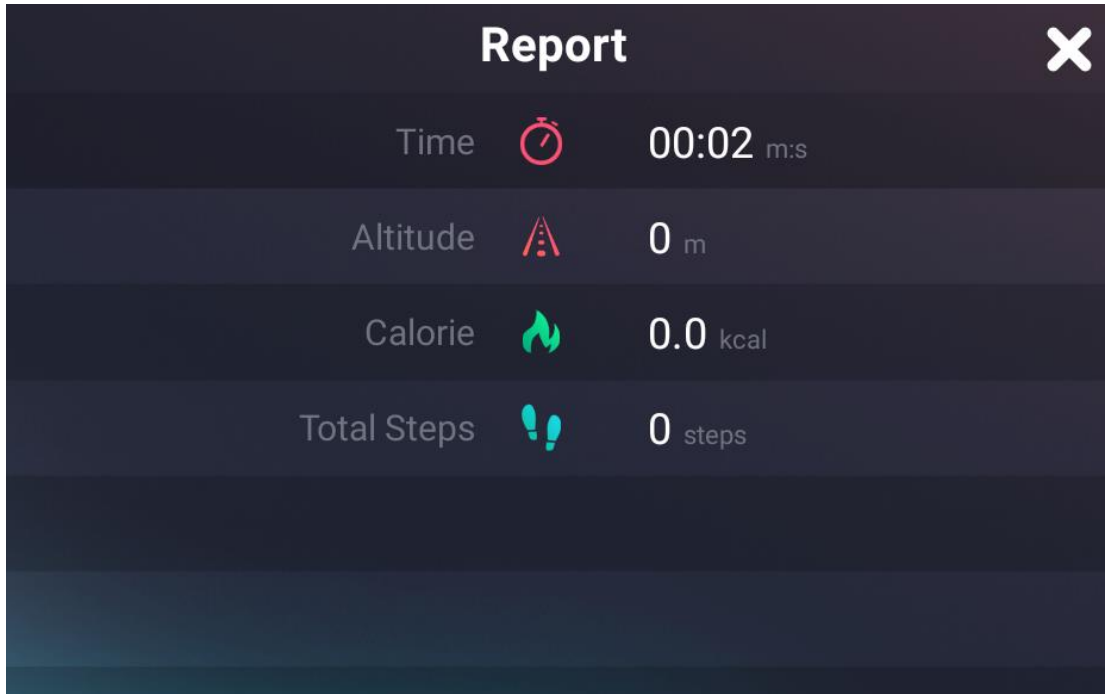 Report
Time 00:02 m:s
Altitude 0 m
Calorie 0.0 kcal
Total Steps 0 steps